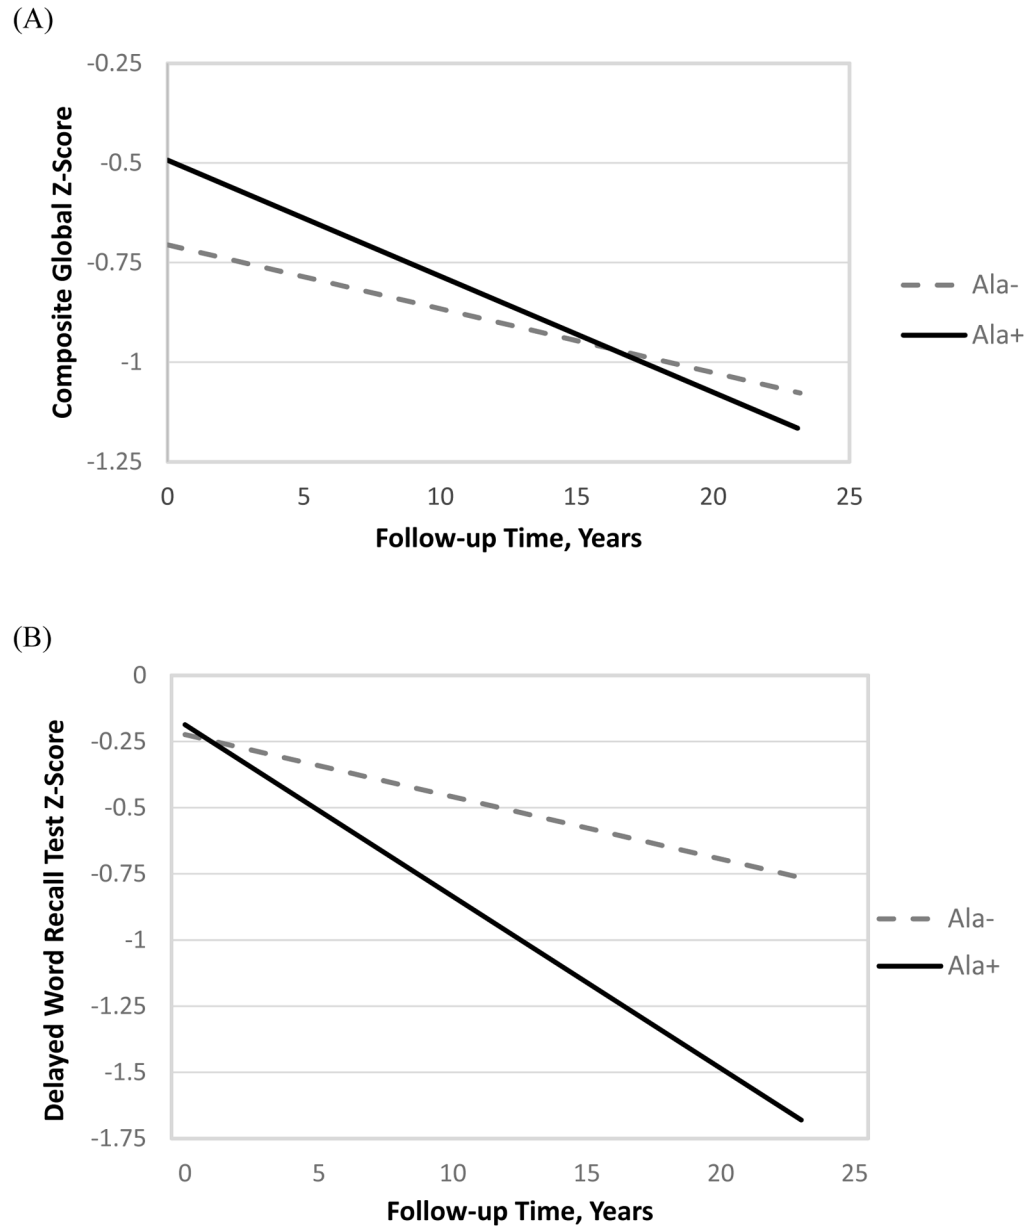 (A)
Composite Global Z-Score
-0.25
-0.5
-0.75
-1
-1.25
0 5 10 15 20 25
Follow-up Time, Years
Ala-
Ala+
(B)
Delayed Word Recall Test Z-Score
0
-0.25
-0.5
-0.75
-1
-1.25
-1.5
-1.75
0 5 10 15 20 25
Follow-up Time, Years
Ala-
Ala+